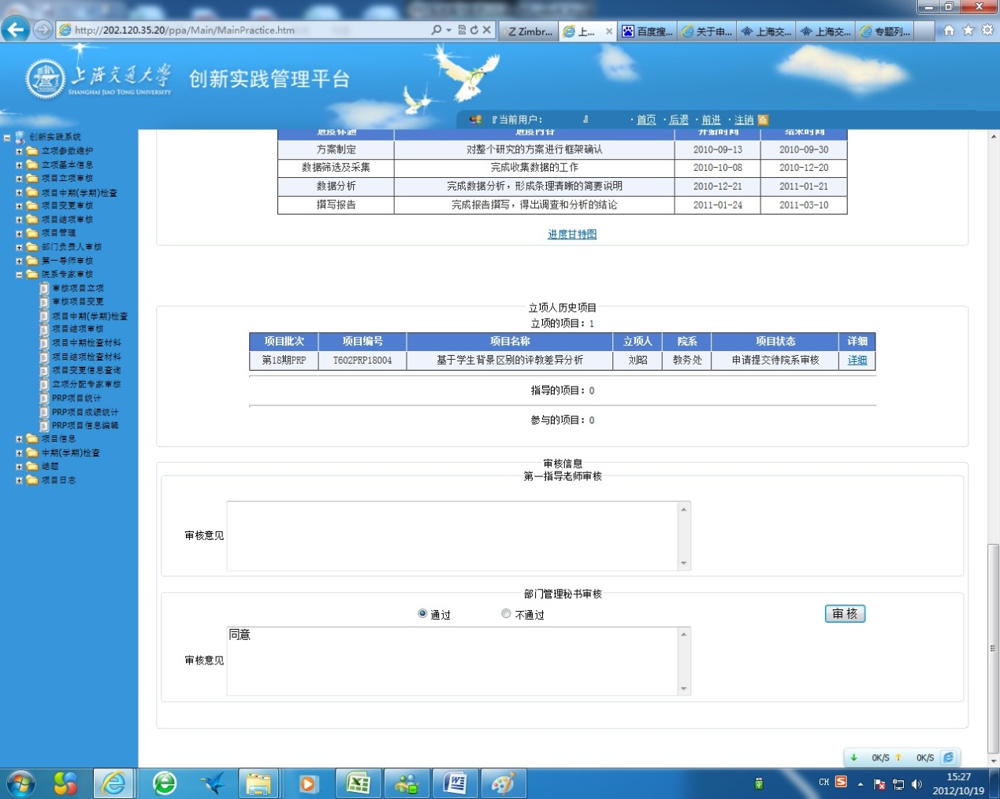 http://202.120.35.20/ppa/Main/MainPractice.htm
Zimbr...
上...
百度搜...
关于申...
上海交...
上海交...
专题列...
上海交通大学
SHANGHAI JIAO TONG UNIVERSITY
创新实践管理平台
『当前用户: 』 ·首页 ·后退 ·前进 ·注销
创新实践系统
立项参数维护
立项基本信息
项目立项审核
项目中期(学期)检查
项目变更审核
项目结项审核
项目管理
部门负责人审核
第一导师审核
院系专家审核
审核项目立项
审核项目变更
项目中期(学期)检查
项目结项审核
项目中期检查材料
项目结项检查材料
项目变更信息查询
立项分配专家审核
PRP项目统计
PRP项目成绩统计
PRP项目信息编辑
项目信息
中期(学期)检查
结题
项目日志
进度标题 进度内容 开始时间 结束时间
方案制定 对整个研究的方案进行框架确认 2010-09-13 2010-09-30
数据筛选及采集 完成收集数据的工作 2010-10-08 2010-12-20
数据分析 完成数据分析，形成条理清晰的简要说明 2010-12-21 2011-01-21
撰写报告 完成报告撰写，得出调查和分析的结论 2011-01-24 2011-03-10
进度甘特图
立项人历史项目
立项的项目: 1
项目批次 项目编号 项目名称 立项人 院系 项目状态 详细
第18期PRP T602PRP18004 基于学生背景区别的评教差异分析 刘昭 教务处 申请提交待院系审核 详细
指导的项目: 0
参与的项目: 0
审核信息
第一指导老师审核
审核意见
部门管理秘书审核
通过 不通过 审 核
同意
审核意见
0K/S 0K/S
CH
15:27
2012/10/19